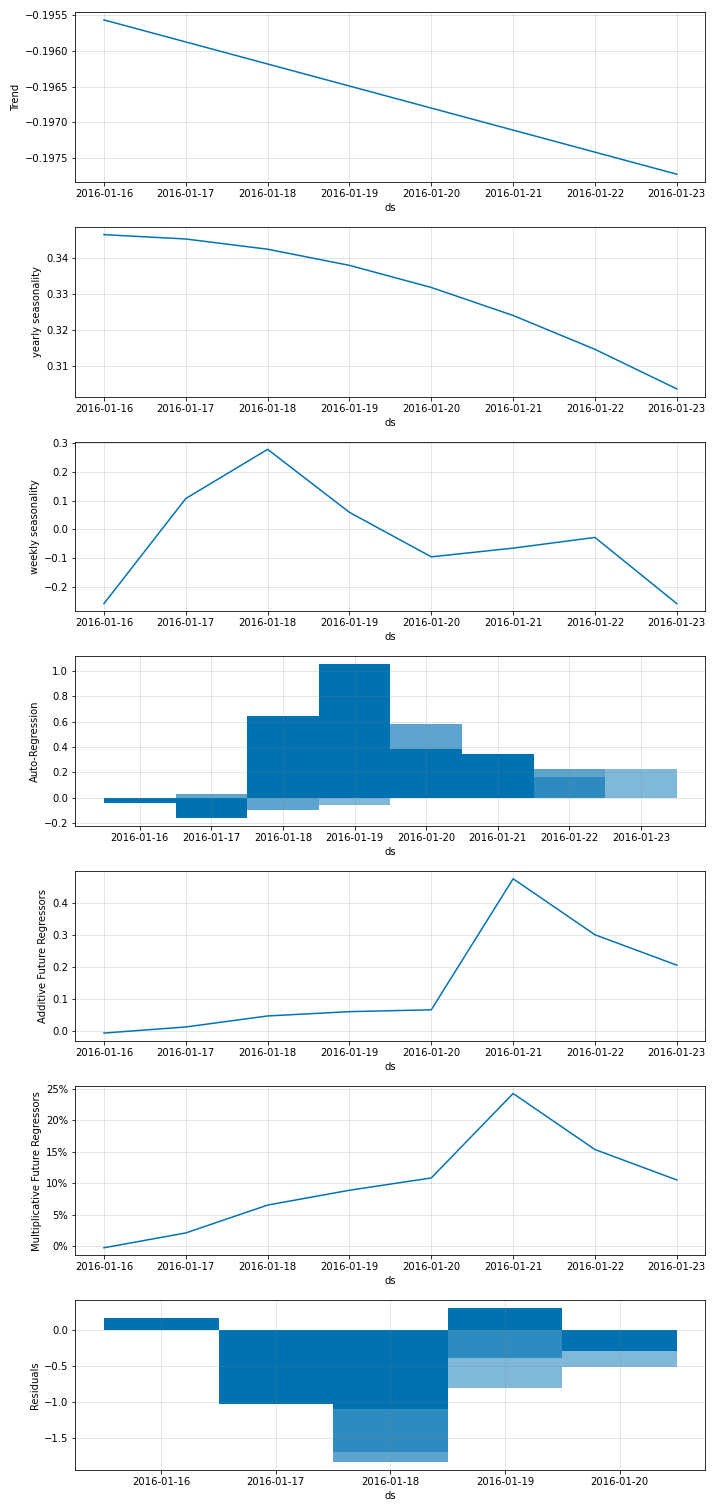 −0.1955
−0.1960
−0.1965
−0.1970
−0.1975
Trend
2016-01-16 2016-01-17 2016-01-18 2016-01-19 2016-01-20 2016-01-21 2016-01-22 2016-01-23
ds
0.34
0.33
0.32
0.31
yearly seasonality
2016-01-16 2016-01-17 2016-01-18 2016-01-19 2016-01-20 2016-01-21 2016-01-22 2016-01-23
ds
0.3
0.2
0.1
0.0
−0.1
−0.2
weekly seasonality
2016-01-16 2016-01-17 2016-01-18 2016-01-19 2016-01-20 2016-01-21 2016-01-22 2016-01-23
ds
1.0
0.8
0.6
0.4
0.2
0.0
−0.2
Auto-Regression
2016-01-16 2016-01-17 2016-01-18 2016-01-19 2016-01-20 2016-01-21 2016-01-22 2016-01-23
ds
0.4
0.3
0.2
0.1
0.0
Additive Future Regressors
2016-01-16 2016-01-17 2016-01-18 2016-01-19 2016-01-20 2016-01-21 2016-01-22 2016-01-23
ds
25%
20%
15%
10%
5%
0%
Multiplicative Future Regressors
2016-01-16 2016-01-17 2016-01-18 2016-01-19 2016-01-20 2016-01-21 2016-01-22 2016-01-23
ds
0.0
−0.5
−1.0
−1.5
Residuals
2016-01-16 2016-01-17 2016-01-18 2016-01-19 2016-01-20
ds